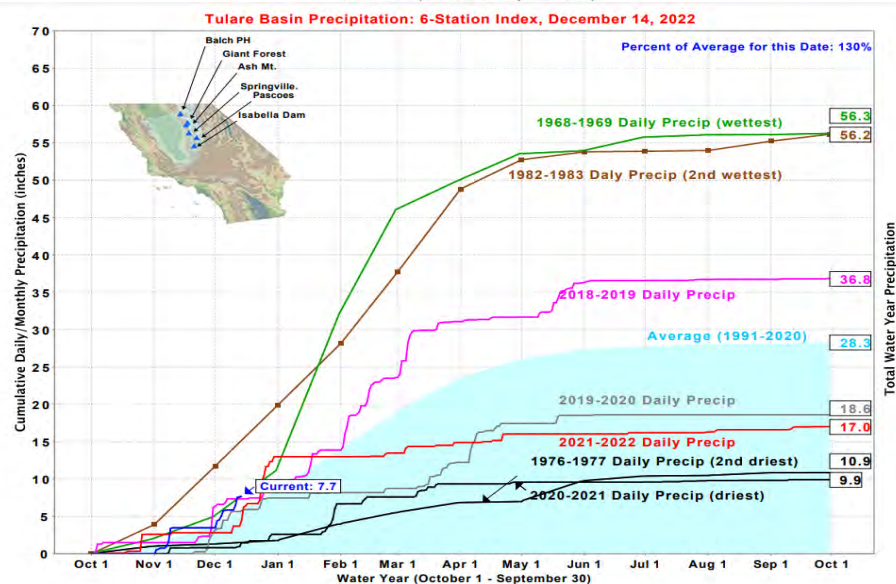 Tulare Basin Precipitation: 6-Station Index, December 14, 2022
Percent of Average for this Date: 130%
Balch PH
Giant Forest
Ash Mt.
Springville.
Pascoes
Isabella Dam
Cumulative Daily/Monthly Precipitation (inches)
70
65
60
55
50
45
40
35
30
25
20
15
10
5
0
1968-1969 Daily Precip (wettest)
56.3
56.2
1982-1983 Daly Precip (2nd wettest)
36.8
2018-2019 Daily Precip
Average (1991-2020)
28.3
2019-2020 Daily Precip
18.6
17.0
2021-2022 Daily Precip
1976-1977 Daily Precip (2nd driest)
10.9
Current: 7.7
2020-2021 Daily Precip (driest)
9.9
Total Water Year Precipitation
Oct 1 Nov 1 Dec 1 Jan 1 Feb 1 Mar 1 Apr 1 May 1 Jun 1 Jul 1 Aug 1 Sep 1 Oct 1
Water Year (October 1 - September 30)